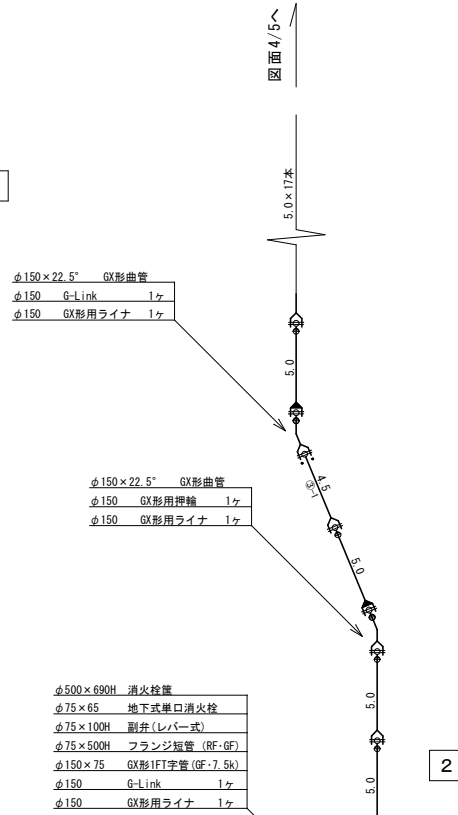 図面4/5へ
5.0×17本
φ150×22.5° GX形曲管
φ150 G-Link 1ヶ
φ150 GX形用ライナ 1ヶ
5.0
φ150×22.5° GX形曲管
φ150 GX形用押輪 1ヶ
φ150 GX形用ライナ 1ヶ
4.5
③-1
5.0
φ500×690H 消火栓筐
φ75×65 地下式単口消火栓
φ75×100H 副弁(レバー式)
φ75×500H フランジ短管 (RF-GF)
φ150×75 GX形1FT字管(GF-7.5k)
φ150 G-Link 1ヶ
φ150 GX形用ライナ 1ヶ
5.0
5.0
2